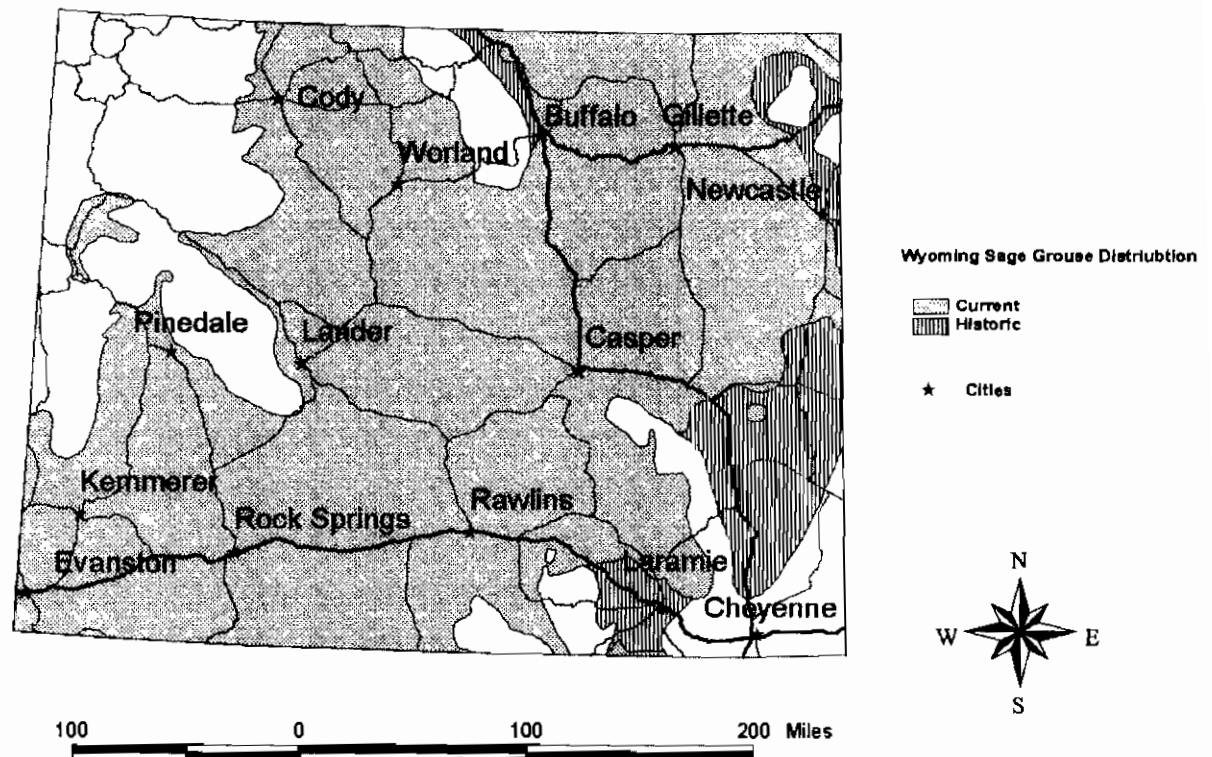 Cody
Buffalo
Gillette
Worland
Newcastle
Pinedale
Lander
Casper
Kemmerer
Rawlins
Rock Springs
Evanston
Laramie
Cheyenne
Wyoming Sage Grouse Distriubtion
Current
Historic
Cities
N
W
E
S
100 0 100 200 Miles